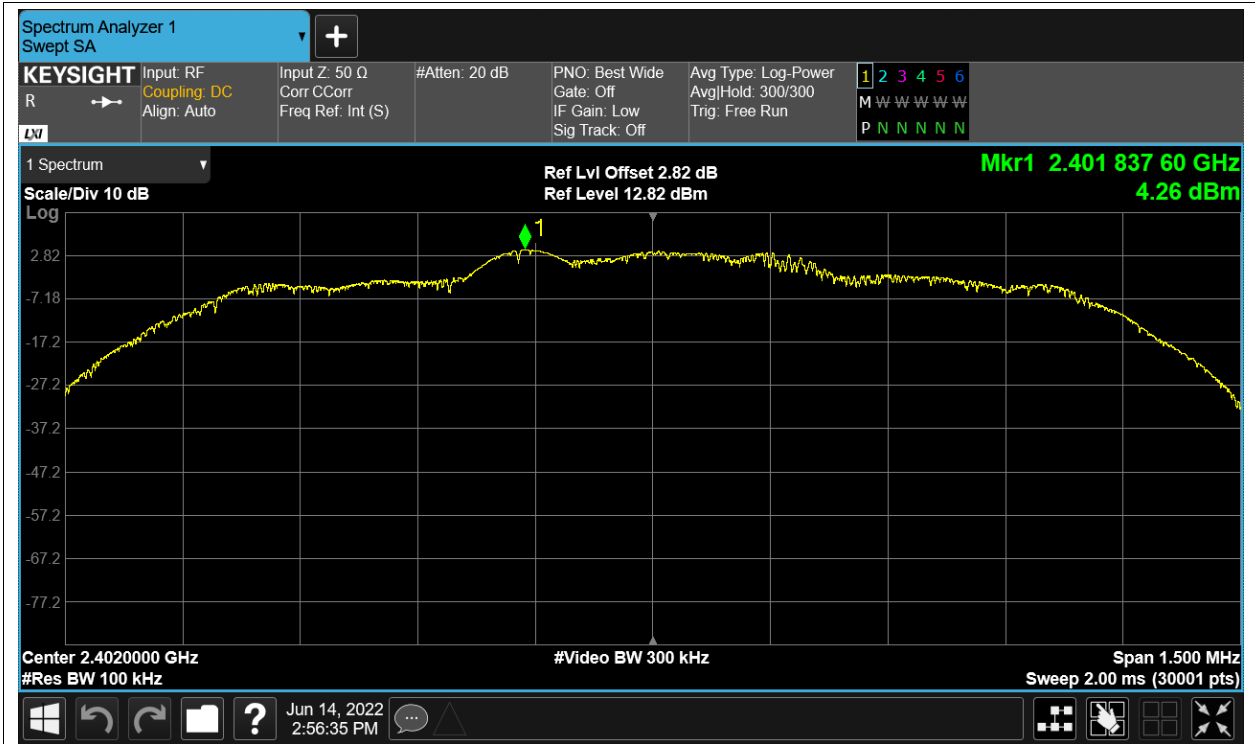 Spectrum Analyzer 1
Swept SA
KEYSIGHT
R
LXI
Input: RF
Coupling: DC
Align: Auto
Input Z: 50 Ω
Corr CCorr
Freq Ref: Int (S)
#Atten: 20 dB
PNO: Best Wide
Gate: Off
IF Gain: Low
Sig Track: Off
Avg Type: Log-Power
Avg|Hold: 300/300
Trig: Free Run
1 2 3 4 5 6
M W W W W W
P N N N N N
1 Spectrum
Scale/Div 10 dB
Log
Ref Lvl Offset 2.82 dB
Ref Level 12.82 dBm
Mkr1 2.401 837 60 GHz
4.26 dBm
1
2.82
-7.18
-17.2
-27.2
-37.2
-47.2
-57.2
-67.2
-77.2
Center 2.4020000 GHz
#Res BW 100 kHz
#Video BW 300 kHz
Span 1.500 MHz
Sweep 2.00 ms (30001 pts)
?
Jun 14, 2022
2:56:35 PM